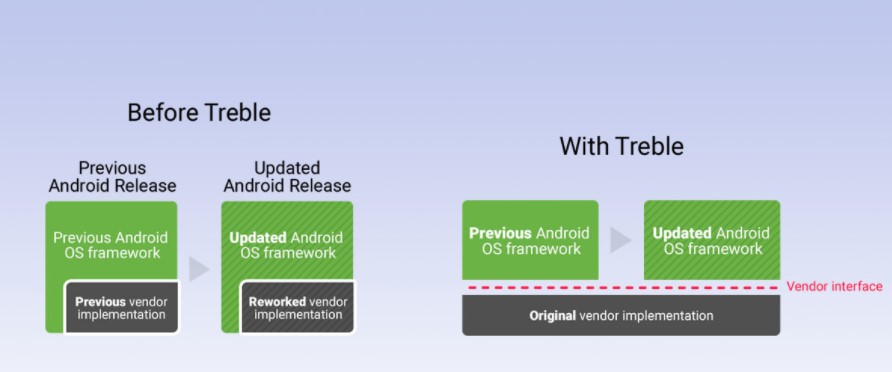 Before Treble
Previous
Android Release
Updated
Android Release
Previous Android
OS framework
Previous vendor
implementation
Updated Android
OS framework
Reworked vendor
implementation
With Treble
Previous Android
OS framework
Updated Android
OS framework
Vendor interface
Original vendor implementation